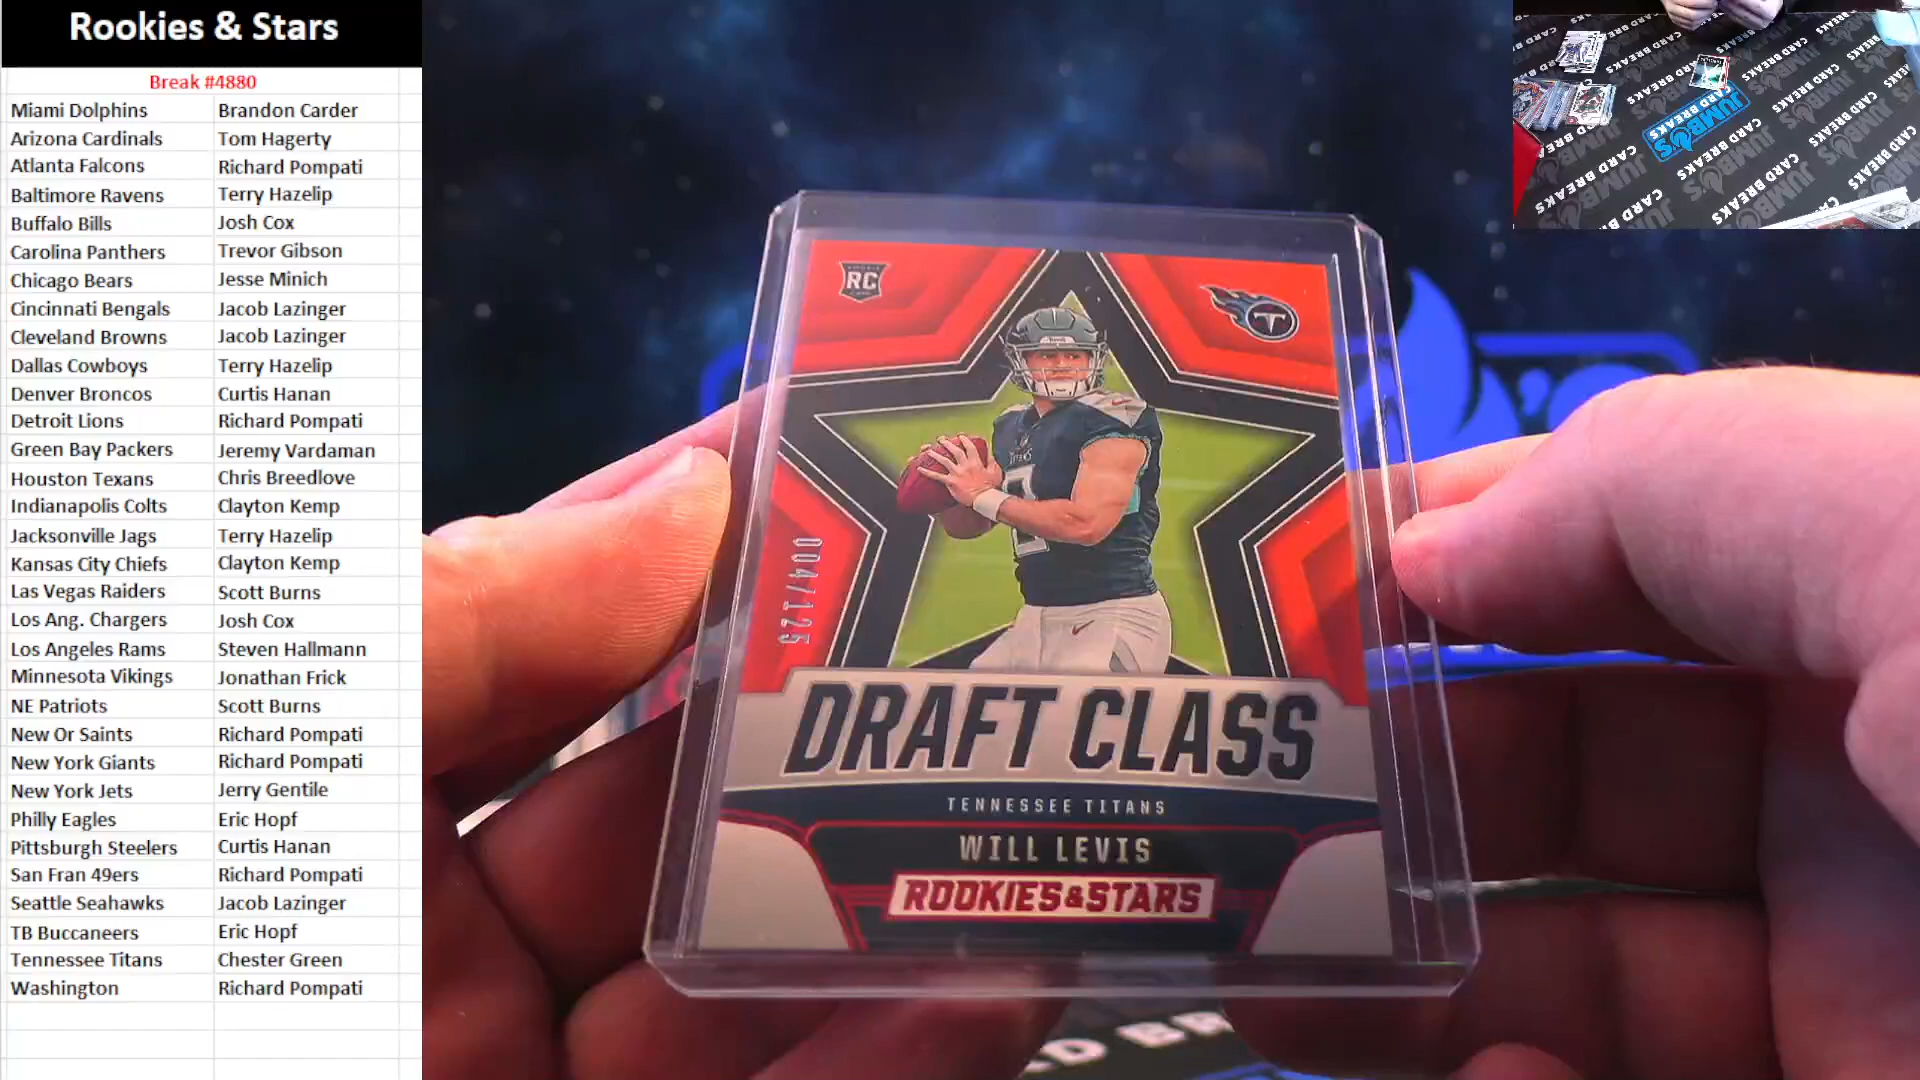 Rookies & Stars
Break #4880
Miami Dolphins Brandon Carder
Arizona Cardinals Tom Hagerty
Atlanta Falcons Richard Pompati
Baltimore Ravens Terry Hazelip
Buffalo Bills Josh Cox
Carolina Panthers Trevor Gibson
Chicago Bears Jesse Minich
Cincinnati Bengals Jacob Lazinger
Cleveland Browns Jacob Lazinger
Dallas Cowboys Terry Hazelip
Denver Broncos Curtis Hanan
Detroit Lions Richard Pompati
Green Bay Packers Jeremy Vardaman
Houston Texans Chris Breedlove
Indianapolis Colts Clayton Kemp
Jacksonville Jags Terry Hazelip
Kansas City Chiefs Clayton Kemp
Las Vegas Raiders Scott Burns
Los Ang. Chargers Josh Cox
Los Angeles Rams Steven Hallmann
Minnesota Vikings Jonathan Frick
NE Patriots Scott Burns
New Or Saints Richard Pompati
New York Giants Richard Pompati
New York Jets Jerry Gentile
Philly Eagles Eric Hopf
Pittsburgh Steelers Curtis Hanan
San Fran 49ers Richard Pompati
Seattle Seahawks Jacob Lazinger
TB Buccaneers Eric Hopf
Tennessee Titans Chester Green
Washington Richard Pompati
RC
T
004/125
DRAFT CLASS
TENNESSEE TITANS
WILL LEVIS
ROOKIES & STARS
JUMBO'S
CARD BREAKS